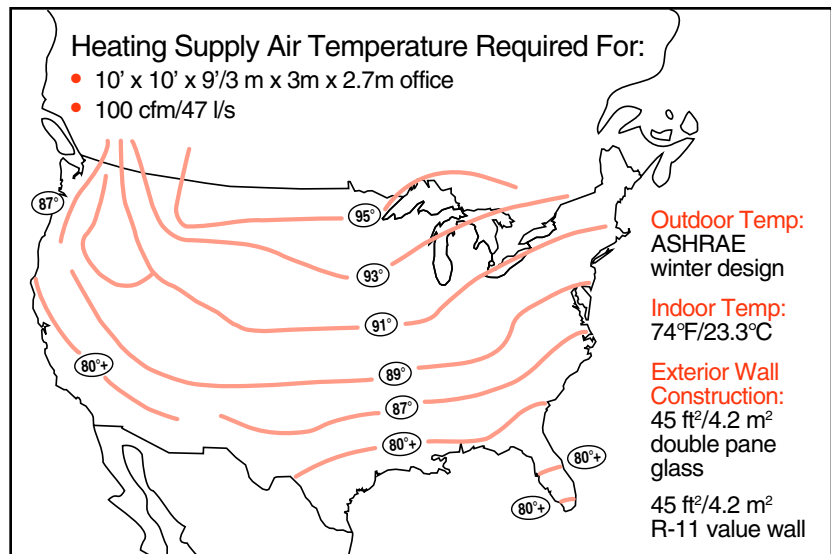 Heating Supply Air Temperature Required For:
• 10’ x 10’ x 9’/3 m x 3m x 2.7m office
• 100 cfm/47 l/s
87°
95°
93°
91°
89°
87°
80°+
80°+
80°+
80°+
Outdoor Temp:
ASHRAE
winter design
Indoor Temp:
74°F/23.3°C
Exterior Wall
Construction:
45 ft²/4.2 m²
double pane
glass
45 ft²/4.2 m²
R-11 value wall